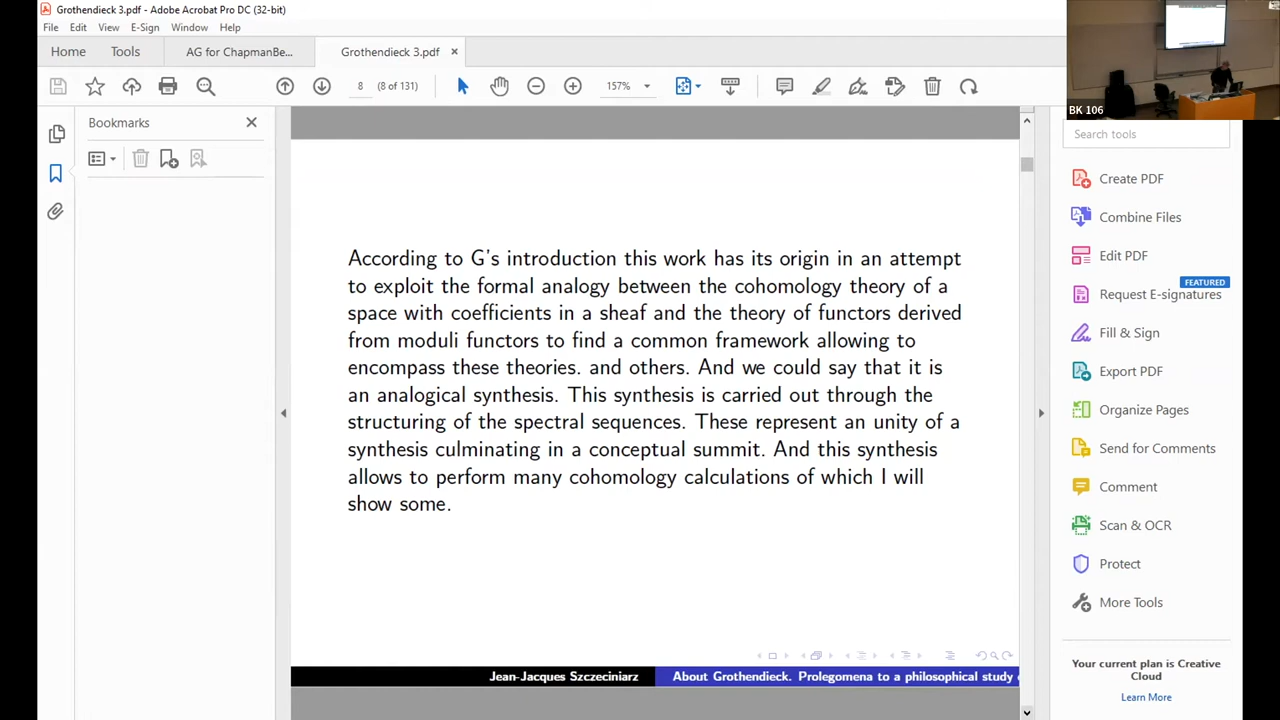 Grothendieck 3.pdf - Adobe Acrobat Pro DC (32-bit)
File Edit View E-Sign Window Help
Home Tools AG for ChapmanBe... Grothendieck 3.pdf ×
8 (8 of 131) 157%
BK 106
Bookmarks
Search tools
Create PDF
Combine Files
Edit PDF
FEATURED
Request E-signatures
Fill & Sign
Export PDF
Organize Pages
Send for Comments
Comment
Scan & OCR
Protect
More Tools
Your current plan is Creative
Cloud
Learn More
According to G's introduction this work has its origin in an attempt
to exploit the formal analogy between the cohomology theory of a
space with coefficients in a sheaf and the theory of functors derived
from moduli functors to find a common framework allowing to
encompass these theories. and others. And we could say that it is
an analogical synthesis. This synthesis is carried out through the
structuring of the spectral sequences. These represent an unity of a
synthesis culminating in a conceptual summit. And this synthesis
allows to perform many cohomology calculations of which I will
show some.
Jean-Jacques Szczeciniarz About Grothendieck. Prolegomena to a philosophical study